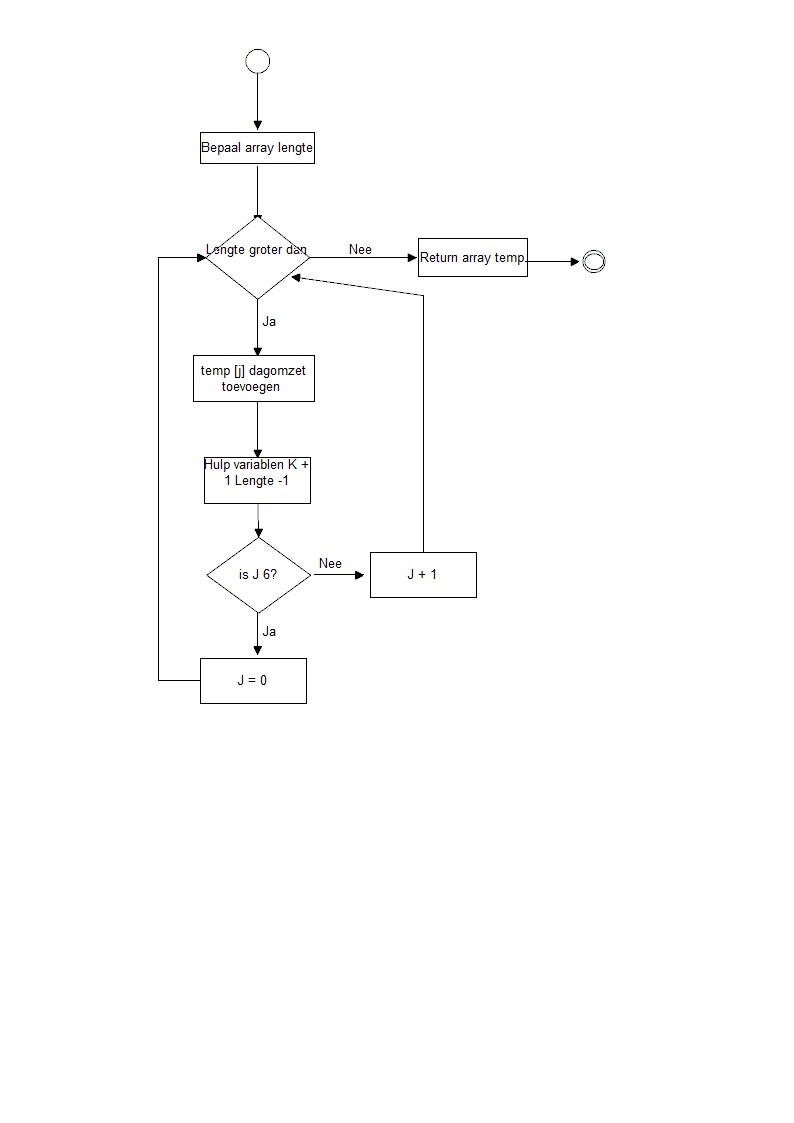 Bepaal array lengte
Lengte groter dan
Nee
Return array temp
Ja
temp [j] dagomzet
toevoegen
Hulp variablen K +
1 Lengte -1
is J 6?
Nee
J + 1
Ja
J = 0